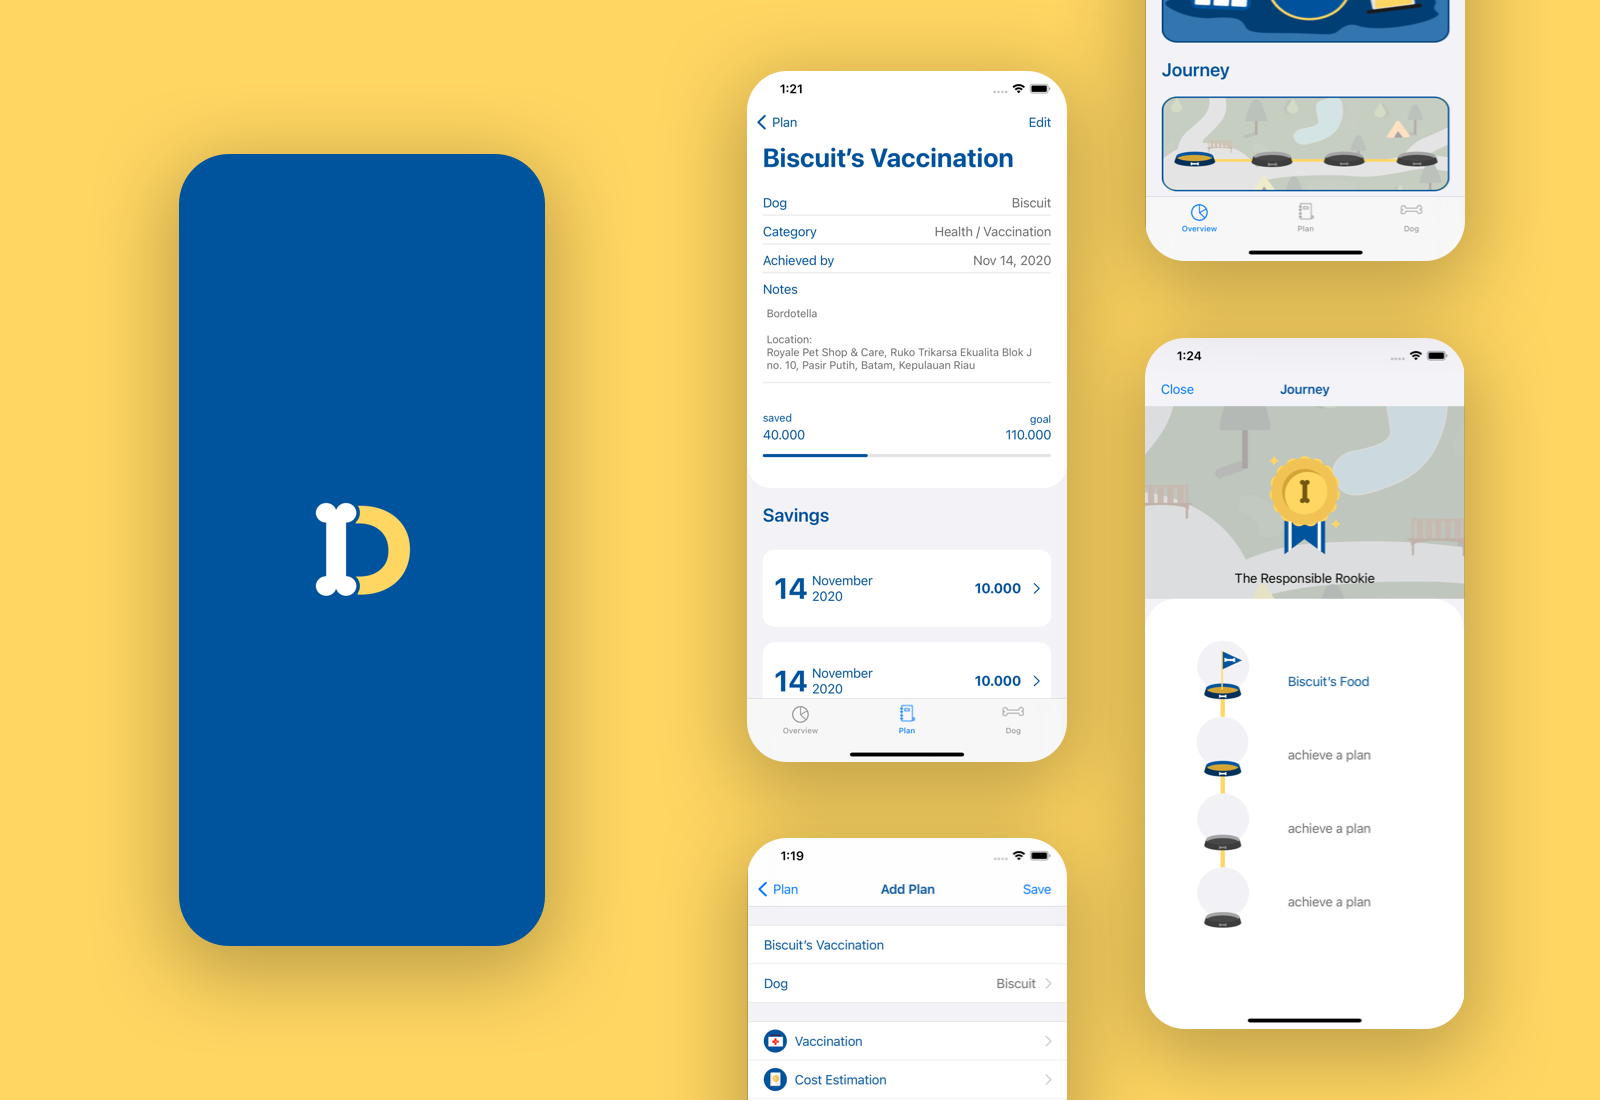 1:21
Plan
Edit
Biscuit's Vaccination
Dog Biscuit
Category Health / Vaccination
Achieved by Nov 14, 2020
Notes
Bordotella
Location:
Royale Pet Shop & Care, Ruko Trikarsa Ekualita Blok J
no. 10, Pasir Putih, Batam, Kepulauan Riau
saved goal
40.000 110.000
Savings
14 November 2020 10.000
14 November 2020 10.000
Overview Plan Dog
1:19
Plan Add Plan Save
Biscuit's Vaccination
Dog Biscuit
Vaccination
Cost Estimation
Journey
Overview Plan Dog
1:24
Close Journey
The Responsible Rookie
Biscuit's Food
achieve a plan
achieve a plan
achieve a plan